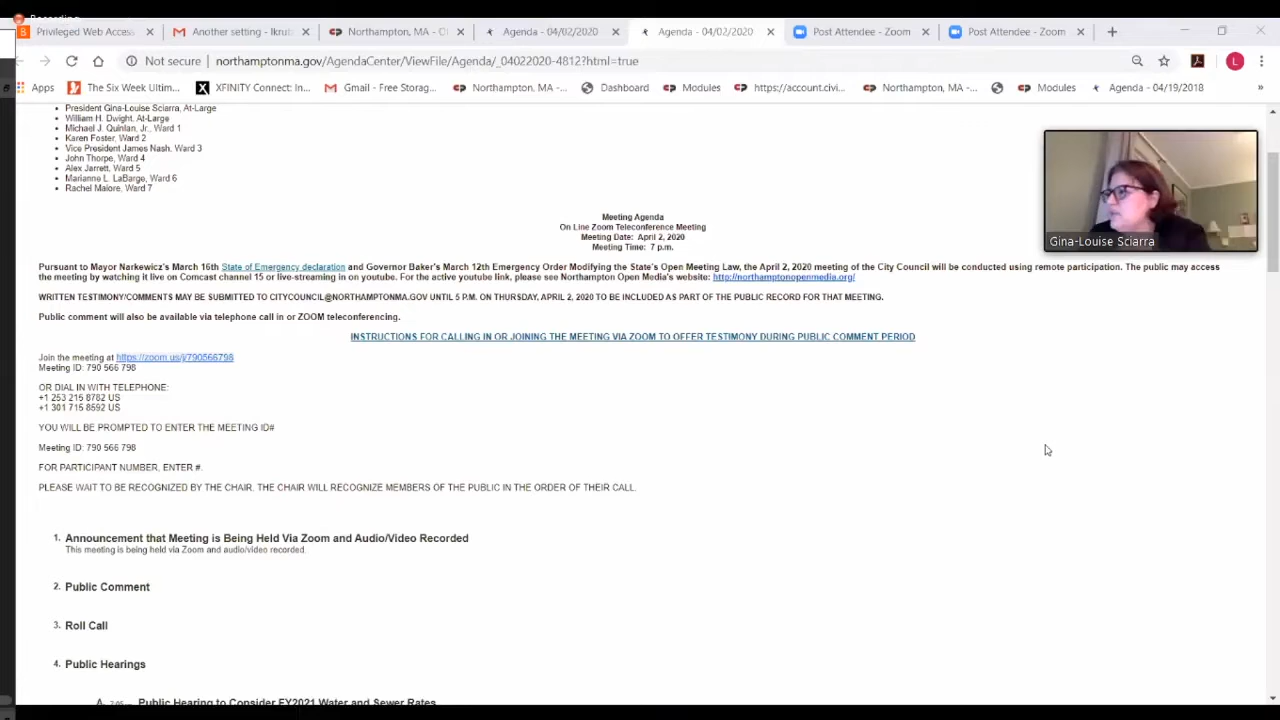 Recording
Privileged Web Access
Another setting - lkrut
Northampton, MA - O
Agenda - 04/02/2020
Agenda - 04/02/2020
Post Attendee - Zoom
Post Attendee - Zoom
Not secure
northamptonma.gov/AgendaCenter/ViewFile/Agenda/_04022020-4812?html=true
L
Apps
The Six Week Ultim...
XFINITY Connect: In...
Gmail - Free Storag...
Northampton, MA -...
Dashboard
Modules
https://account.civi...
Northampton, MA -...
Modules
Agenda - 04/19/2018
President Gina-Louise Sciarra, At-Large
William H. Dwight, At-Large
Michael J. Quinlan, Jr., Ward 1
Karen Foster, Ward 2
Vice President James Nash, Ward 3
John Thorpe, Ward 4
Alex Jarrett, Ward 5
Marianne L. LaBarge, Ward 6
Rachel Maiore, Ward 7
Gina-Louise Sciarra
Meeting Agenda
On Line Zoom Teleconference Meeting
Meeting Date: April 2, 2020
Meeting Time: 7 p.m.
Pursuant to Mayor Narkewicz's March 16th State of Emergency declaration and Governor Baker's March 12th Emergency Order Modifying the State's Open Meeting Law, the April 2, 2020 meeting of the City Council will be conducted using remote participation. The public may access
the meeting by watching it live on Comcast channel 15 or live-streaming in on youtube. For the active youtube link, please see Northampton Open Media's website: http://northamptonopenmedia.org/
WRITTEN TESTIMONY/COMMENTS MAY BE SUBMITTED TO CITYCOUNCIL@NORTHAMPTONMA.GOV UNTIL 5 P.M. ON THURSDAY, APRIL 2, 2020 TO BE INCLUDED AS PART OF THE PUBLIC RECORD FOR THAT MEETING.
Public comment will also be available via telephone call in or ZOOM teleconferencing.
INSTRUCTIONS FOR CALLING IN OR JOINING THE MEETING VIA ZOOM TO OFFER TESTIMONY DURING PUBLIC COMMENT PERIOD
Join the meeting at https://zoom.us/j/790566798
Meeting ID: 790 566 798
OR DIAL IN WITH TELEPHONE:
+1 253 215 8782 US
+1 301 715 8592 US
YOU WILL BE PROMPTED TO ENTER THE MEETING ID#
Meeting ID: 790 566 798
FOR PARTICIPANT NUMBER, ENTER #.
PLEASE WAIT TO BE RECOGNIZED BY THE CHAIR. THE CHAIR WILL RECOGNIZE MEMBERS OF THE PUBLIC IN THE ORDER OF THEIR CALL.
1. Announcement that Meeting is Being Held Via Zoom and Audio/Video Recorded
This meeting is being held via Zoom and audio/video recorded.
2. Public Comment
3. Roll Call
4. Public Hearings
A. Public Hearing to Consider FY2021 Water and Sewer Rates